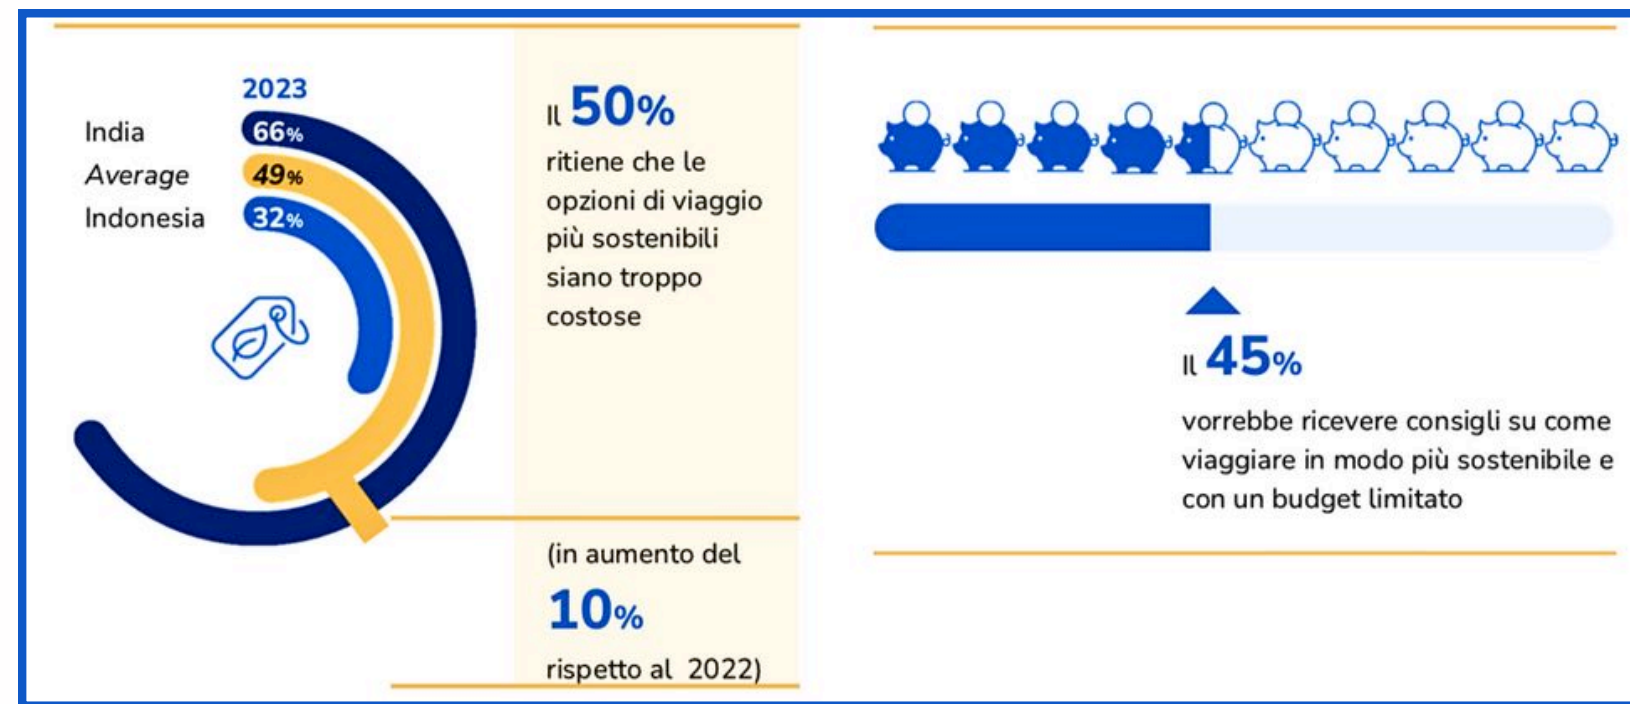 2023
India 66%
Average 49%
Indonesia 32%
Il 50%
ritiene che le
opzioni di viaggio
più sostenibili
siano troppo
costose
(in aumento del
10%
rispetto al 2022)
Il 45%
vorrebbe ricevere consigli su come
viaggiare in modo più sostenibile e
con un budget limitato